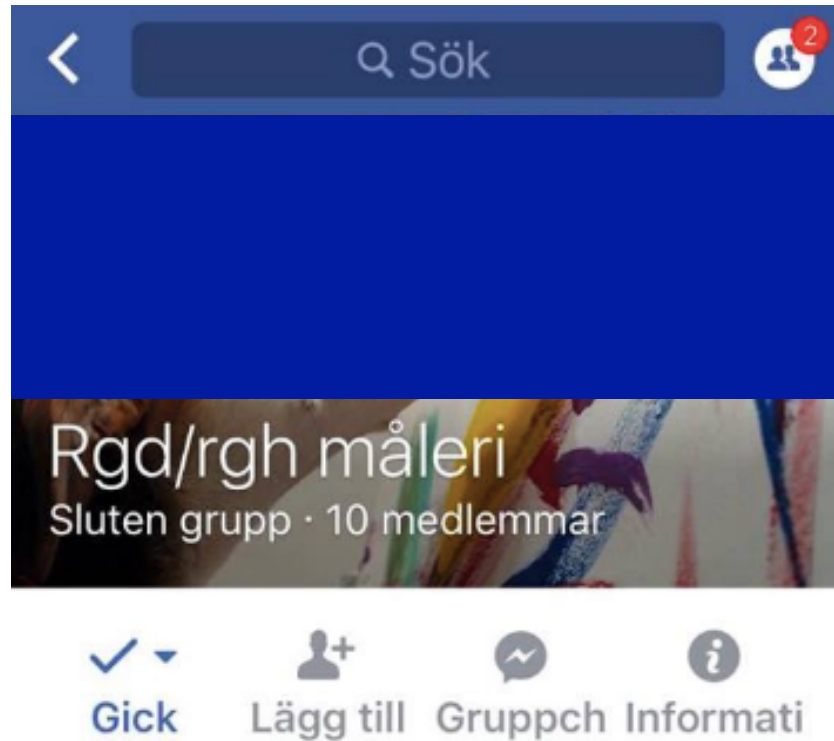 Sök
2
Rgd/rgh måleri
Sluten grupp · 10 medlemmar
Gick Lägg till Gruppch Informati